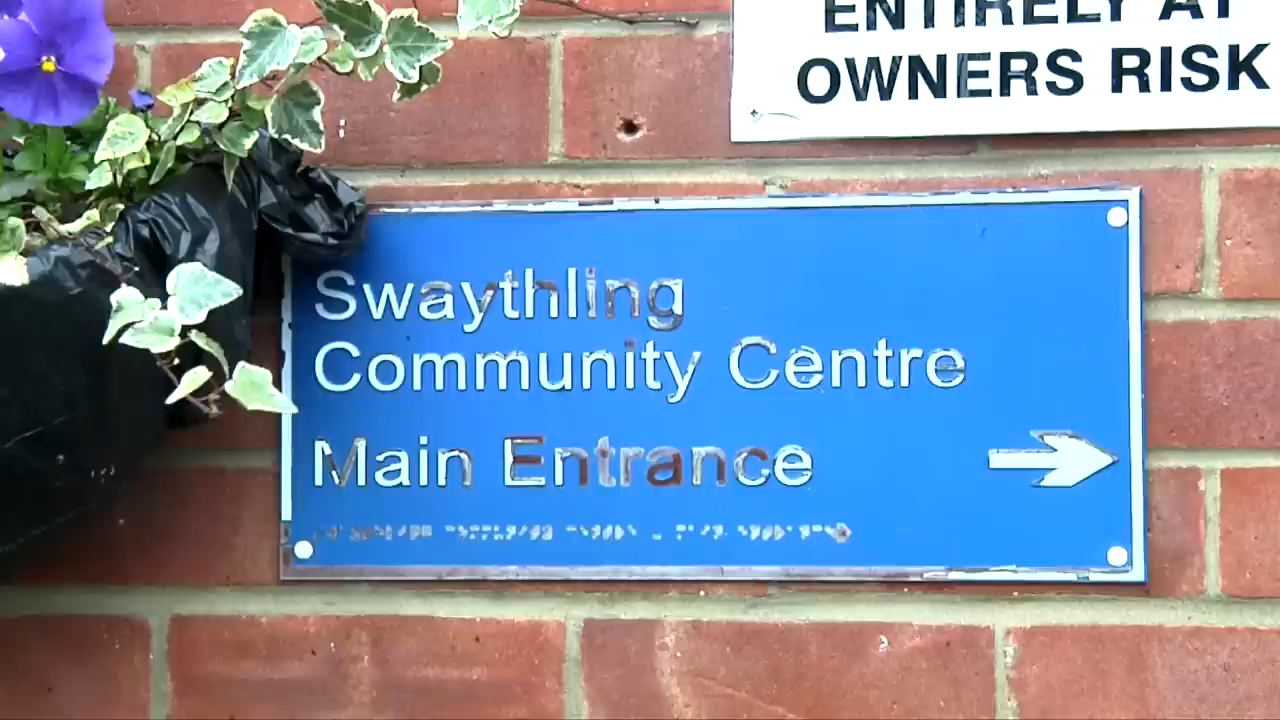 ENTIRELY AT
OWNERS RISK
Swaythling
Community Centre
Main Entrance